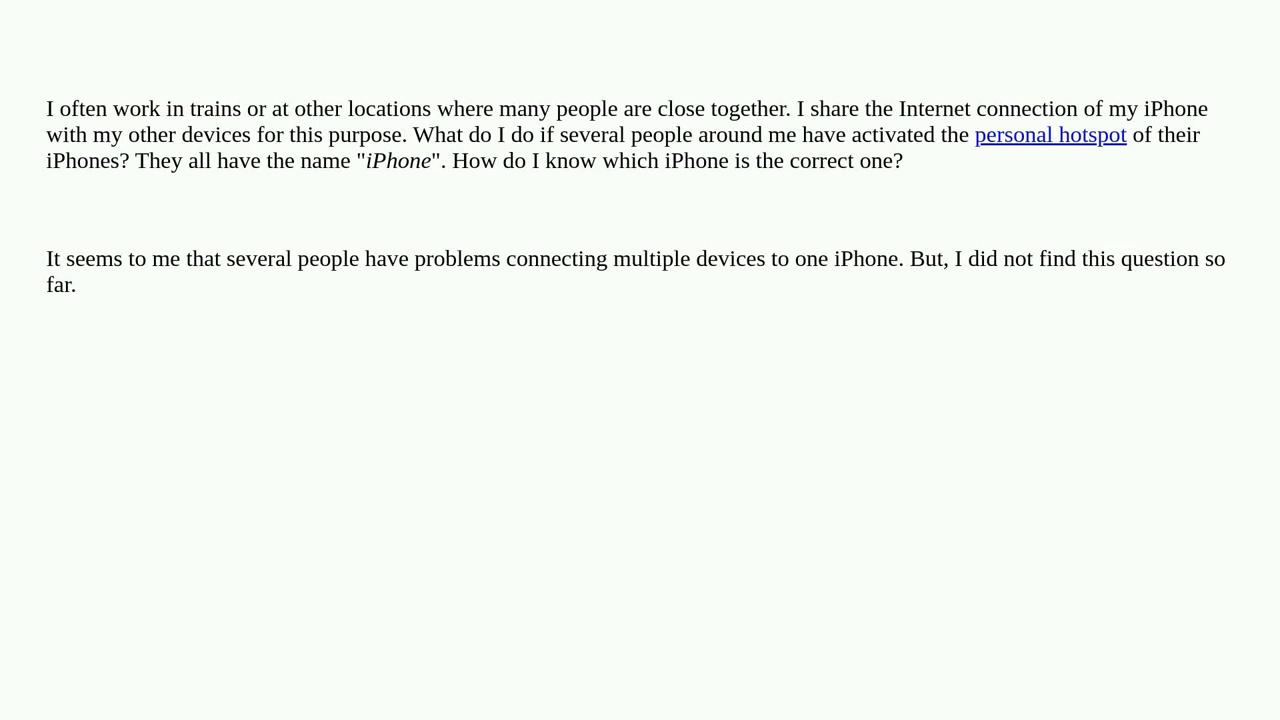 I often work in trains or at other locations where many people are close together. I share the Internet connection of my iPhone
with my other devices for this purpose. What do I do if several people around me have activated the personal hotspot of their
iPhones? They all have the name "iPhone". How do I know which iPhone is the correct one?
It seems to me that several people have problems connecting multiple devices to one iPhone. But, I did not find this question so
far.